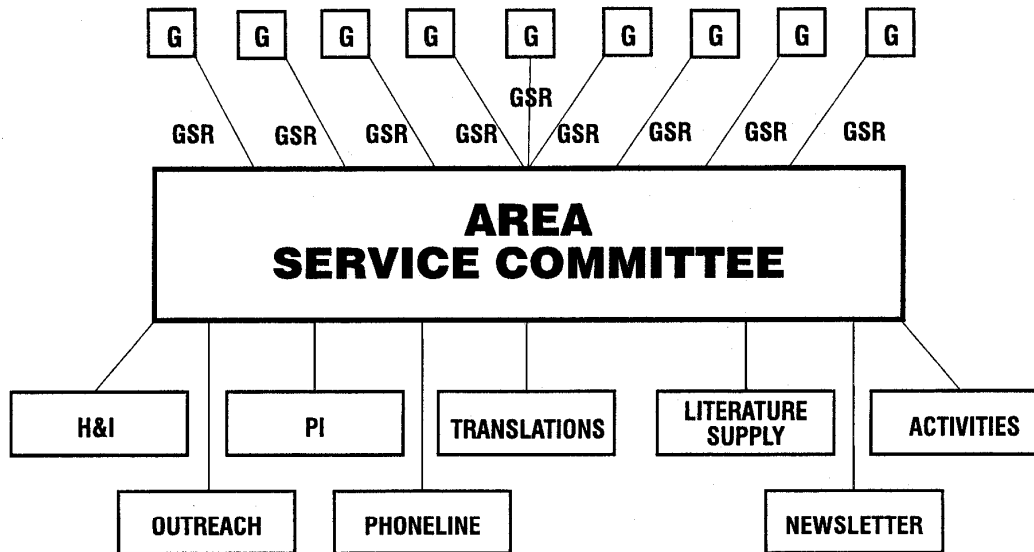 G G G G G G G G G
GSR
GSR GSR GSR GSR GSR GSR GSR GSR
AREA
SERVICE COMMITTEE
H&I PI TRANSLATIONS LITERATURE SUPPLY ACTIVITIES
OUTREACH PHONELINE NEWSLETTER